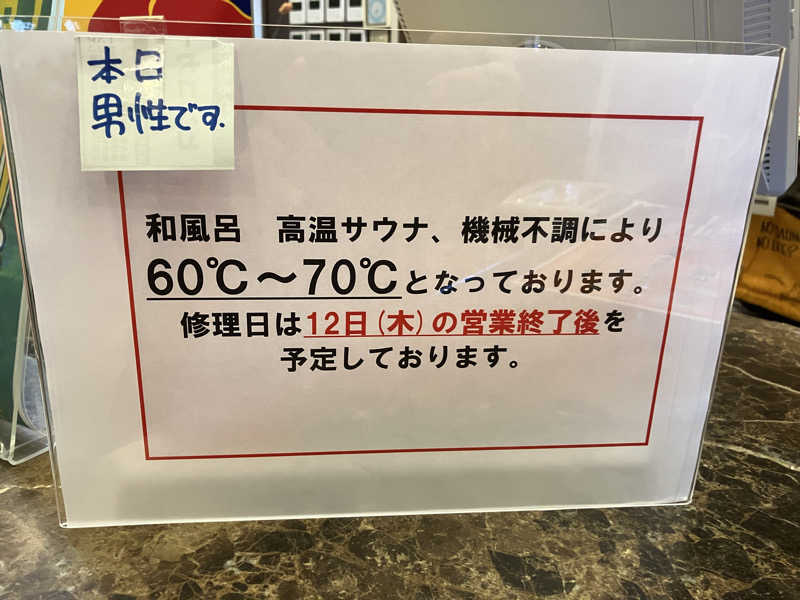 本日
男性です.
和風呂　高温サウナ、機械不調により
60℃～70℃となっております。
修理日は12日(木)の営業終了後を
予定しております。